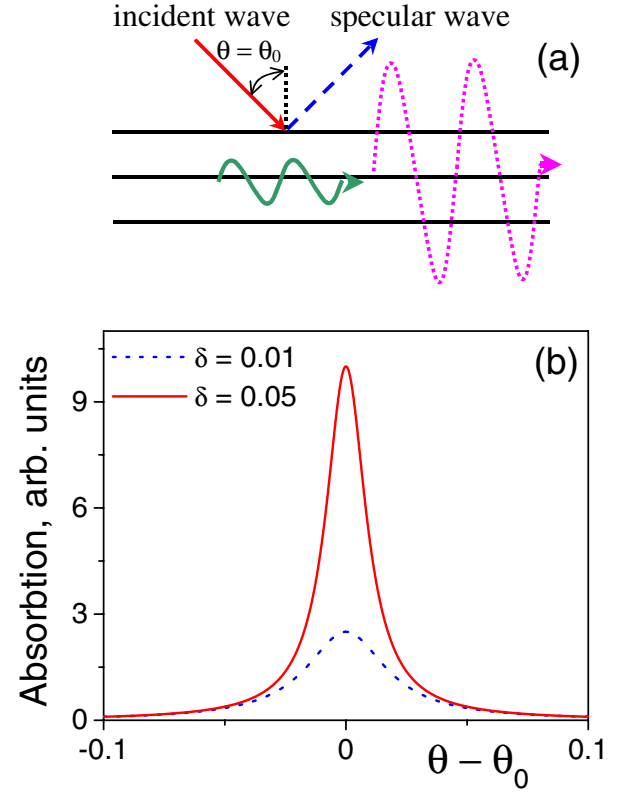 incident wave specular wave
θ = θ₀
(a)
(b)
δ = 0.01
δ = 0.05
Absorbtion, arb. units
9
6
3
0
-0.1 0 0.1
θ − θ₀